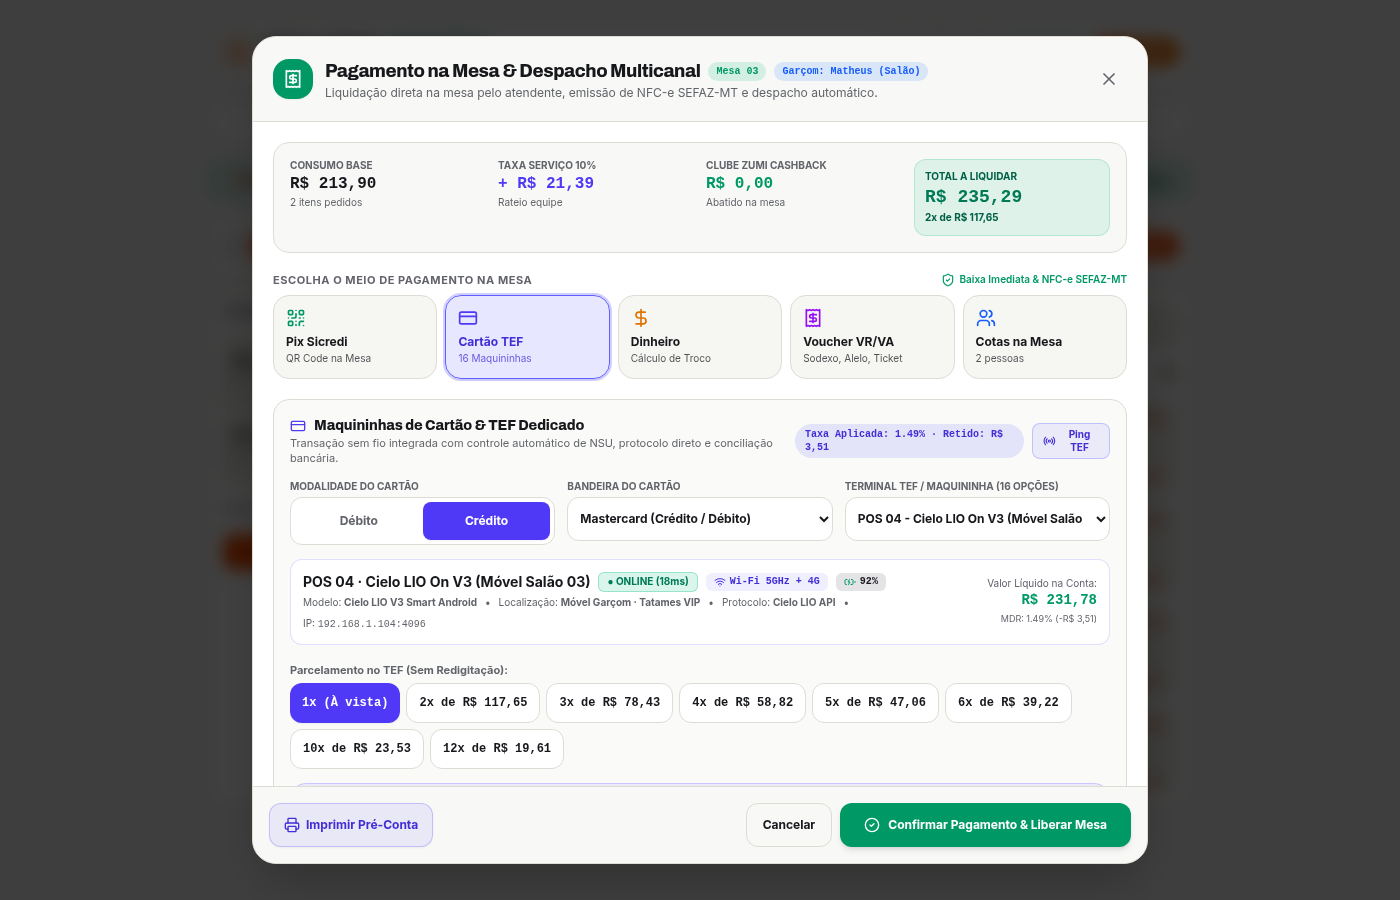 Pagamento na Mesa & Despacho Multicanal
Mesa 03
Garçom: Matheus (Salão)
Liquidação direta na mesa pelo atendente, emissão de NFC-e SEFAZ-MT e despacho automático.
CONSUMO BASE
R$ 213,90
2 itens pedidos
TAXA SERVIÇO 10%
+ R$ 21,39
Rateio equipe
CLUBE ZUMI CASHBACK
R$ 0,00
Abatido na mesa
TOTAL A LIQUIDAR
R$ 235,29
2x de R$ 117,65
ESCOLHA O MEIO DE PAGAMENTO NA MESA
Baixa Imediata & NFC-e SEFAZ-MT
Pix Sicredi
QR Code na Mesa
Cartão TEF
16 Maquininhas
Dinheiro
Cálculo de Troco
Voucher VR/VA
Sodexo, Alelo, Ticket
Cotas na Mesa
2 pessoas
Maquininhas de Cartão & TEF Dedicado
Transação sem fio integrada com controle automático de NSU, protocolo direto e conciliação
bancária.
Taxa Aplicada: 1.49% · Retido: R$
3,51
Ping
TEF
MODALIDADE DO CARTÃO
Débito
Crédito
BANDEIRA DO CARTÃO
Mastercard (Crédito / Débito)
TERMINAL TEF / MAQUININHA (16 OPÇÕES)
POS 04 - Cielo LIO On V3 (Móvel Salão
POS 04 · Cielo LIO On V3 (Móvel Salão 03)
● ONLINE (18ms)
Wi-Fi 5GHz + 4G
92%
Modelo: Cielo LIO V3 Smart Android • Localização: Móvel Garçom · Tatames VIP • Protocolo: Cielo LIO API •
IP: 192.168.1.104:4096
Valor Líquido na Conta:
R$ 231,78
MDR: 1.49% (-R$ 3,51)
Parcelamento no TEF (Sem Redigitação):
1x (À vista)
2x de R$ 117,65
3x de R$ 78,43
4x de R$ 58,82
5x de R$ 47,06
6x de R$ 39,22
10x de R$ 23,53
12x de R$ 19,61
Imprimir Pré-Conta
Cancelar
Confirmar Pagamento & Liberar Mesa